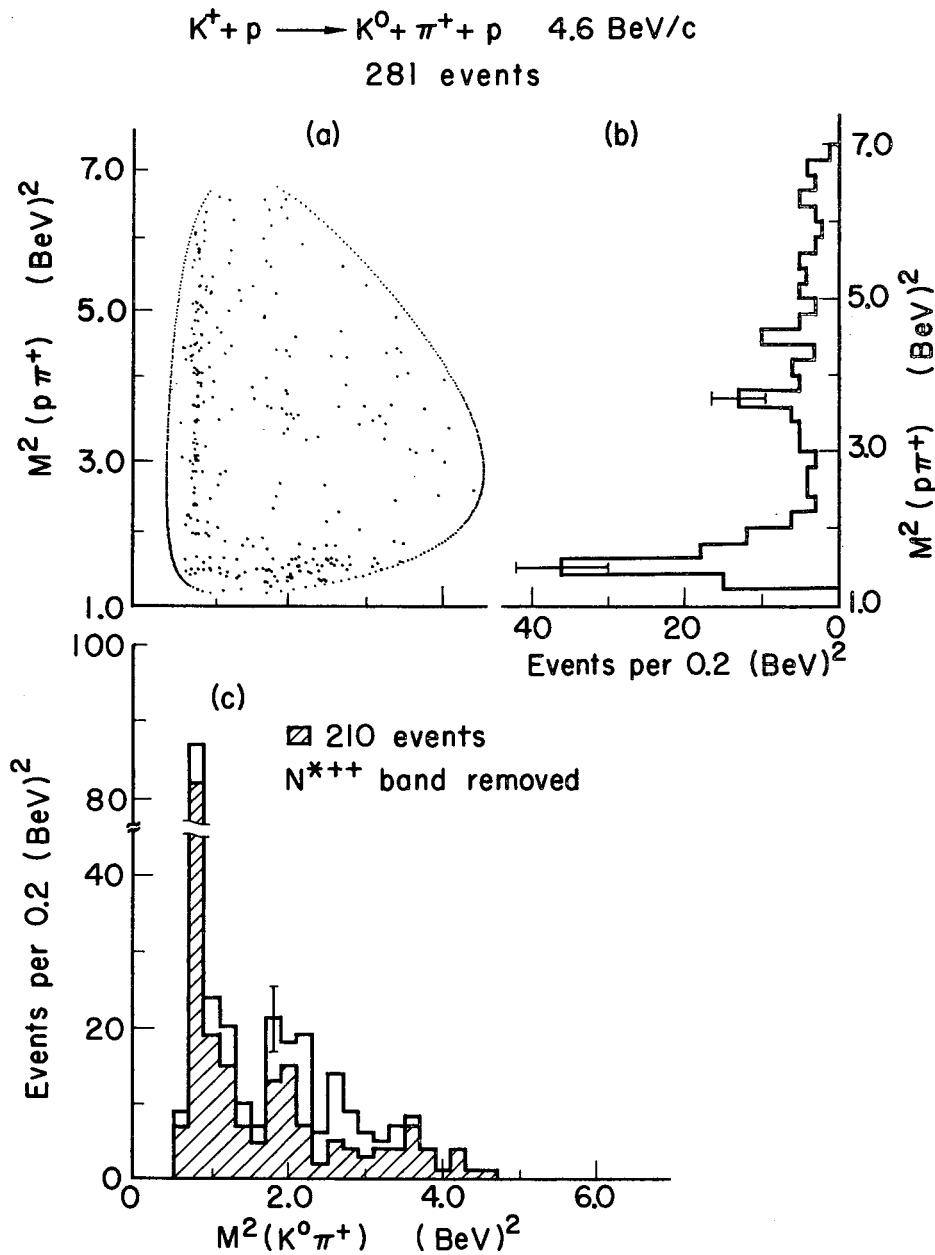 K⁺ + p ⟶ K⁰ + π⁺ + p 4.6 BeV/c
281 events
(a)
(b)
7.0
5.0
3.0
1.0
M² (pπ⁺) (BeV)²
7.0
5.0
3.0
1.0
M² (pπ⁺) (BeV)²
40 20 0
Events per 0.2 (BeV)²
(c)
210 events
N*⁺⁺ band removed
100
80
40
20
0
Events per 0.2 (BeV)²
0 2.0 4.0 6.0
M² (K⁰π⁺) (BeV)²